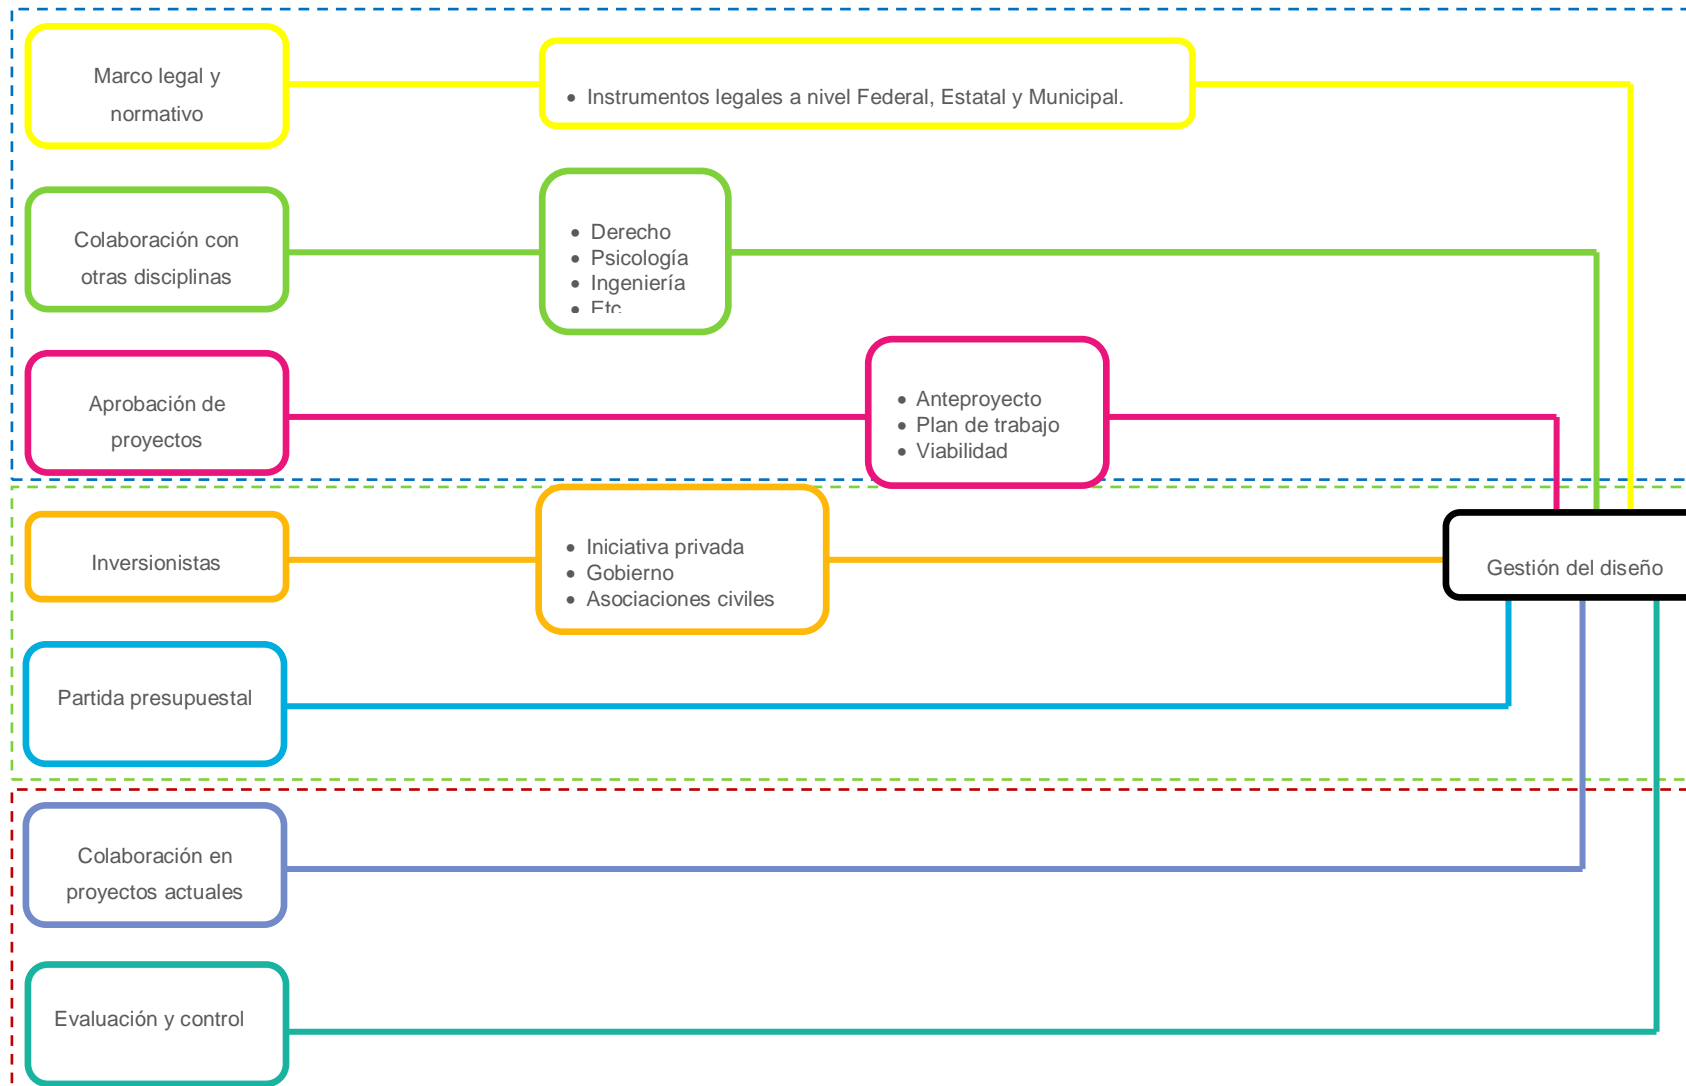 Marco legal y
normativo
• Instrumentos legales a nivel Federal, Estatal y Municipal.
Colaboración con
otras disciplinas
• Derecho
• Psicología
• Ingeniería
• Etc
Aprobación de
proyectos
• Anteproyecto
• Plan de trabajo
• Viabilidad
Inversionistas
• Iniciativa privada
• Gobierno
• Asociaciones civiles
Gestión del diseño
Partida presupuestal
Colaboración en
proyectos actuales
Evaluación y control